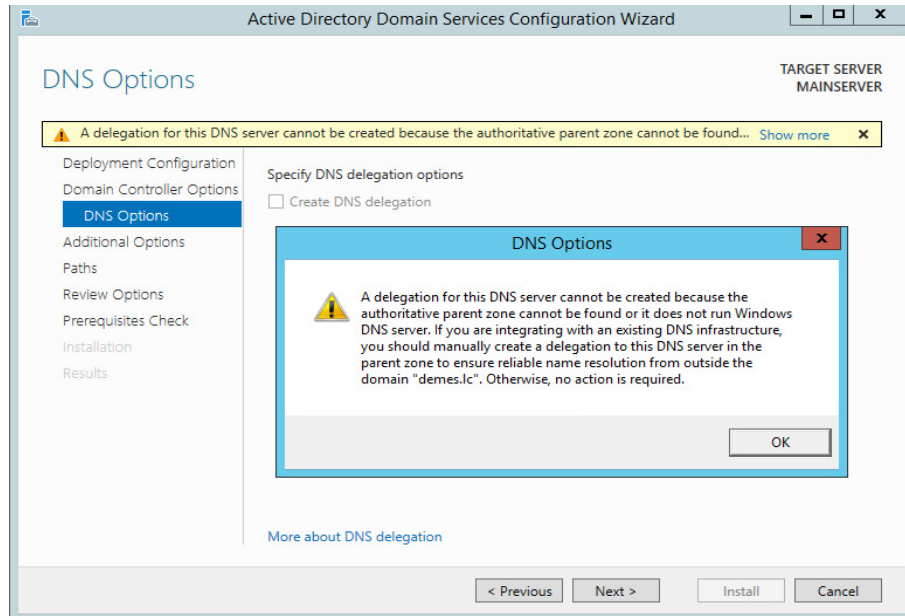 Active Directory Domain Services Configuration Wizard
DNS Options
TARGET SERVER
MAINSERVER
A delegation for this DNS server cannot be created because the authoritative parent zone cannot be found... Show more
Deployment Configuration
Domain Controller Options
DNS Options
Additional Options
Paths
Review Options
Prerequisites Check
Installation
Results
Specify DNS delegation options
Create DNS delegation
DNS Options
A delegation for this DNS server cannot be created because the
authoritative parent zone cannot be found or it does not run Windows
DNS server. If you are integrating with an existing DNS infrastructure,
you should manually create a delegation to this DNS server in the
parent zone to ensure reliable name resolution from outside the
domain "demes.lc". Otherwise, no action is required.
OK
More about DNS delegation
< Previous
Next >
Install
Cancel